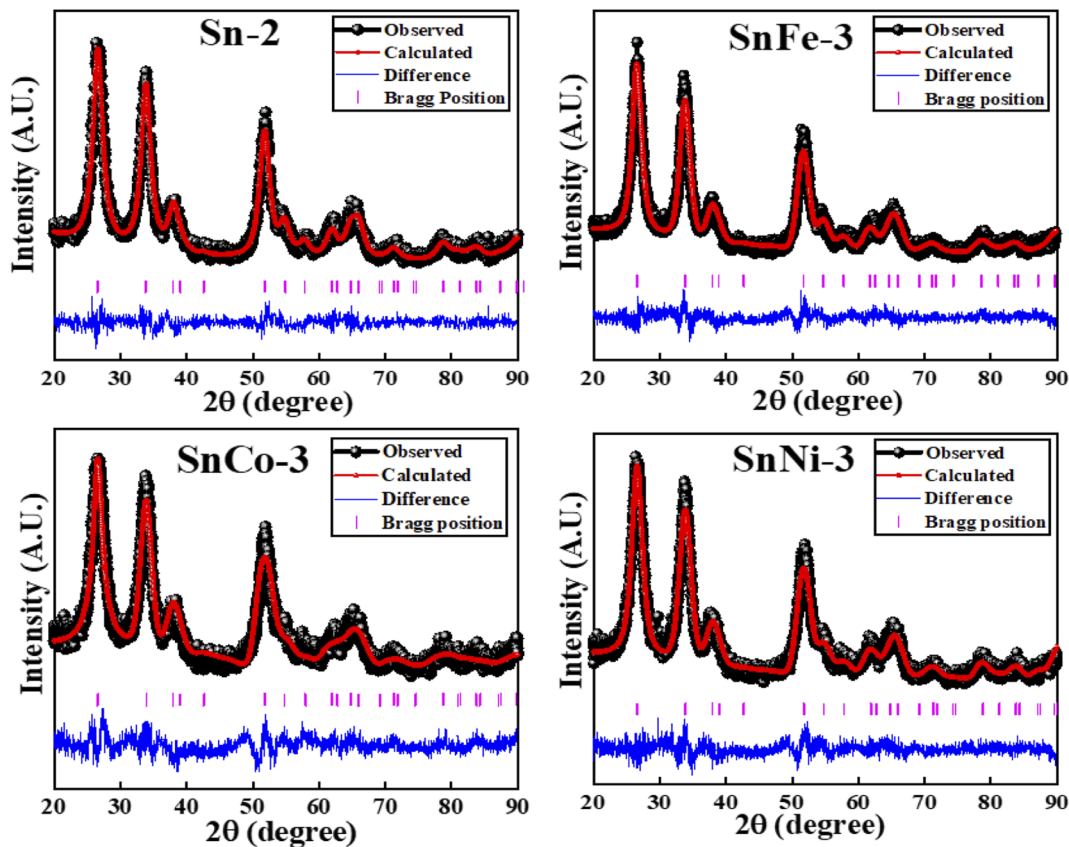 Sn-2
Observed
Calculated
Difference
Bragg Position
Intensity (A.U.)
20 30 40 50 60 70 80 90
2θ (degree)
SnFe-3
Observed
Calculated
Difference
Bragg position
Intensity (A.U.)
20 30 40 50 60 70 80 90
2θ (degree)
SnCo-3
Observed
Calculated
Difference
Bragg position
Intensity (A.U.)
20 30 40 50 60 70 80 90
2θ (degree)
SnNi-3
Observed
Calculated
Difference
Bragg position
Intensity (A.U.)
20 30 40 50 60 70 80 90
2θ (degree)